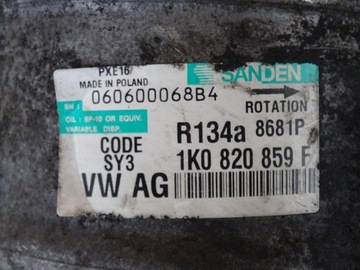 PXE16
MADE IN POLAND
SANDEN
S/N :
060600068B4
ROTATION
OIL : SP-10 OR EQUIV.
VARIABLE DISP.
R134a 8681P
CODE
SY3
1K0 820 859 F
VW AG